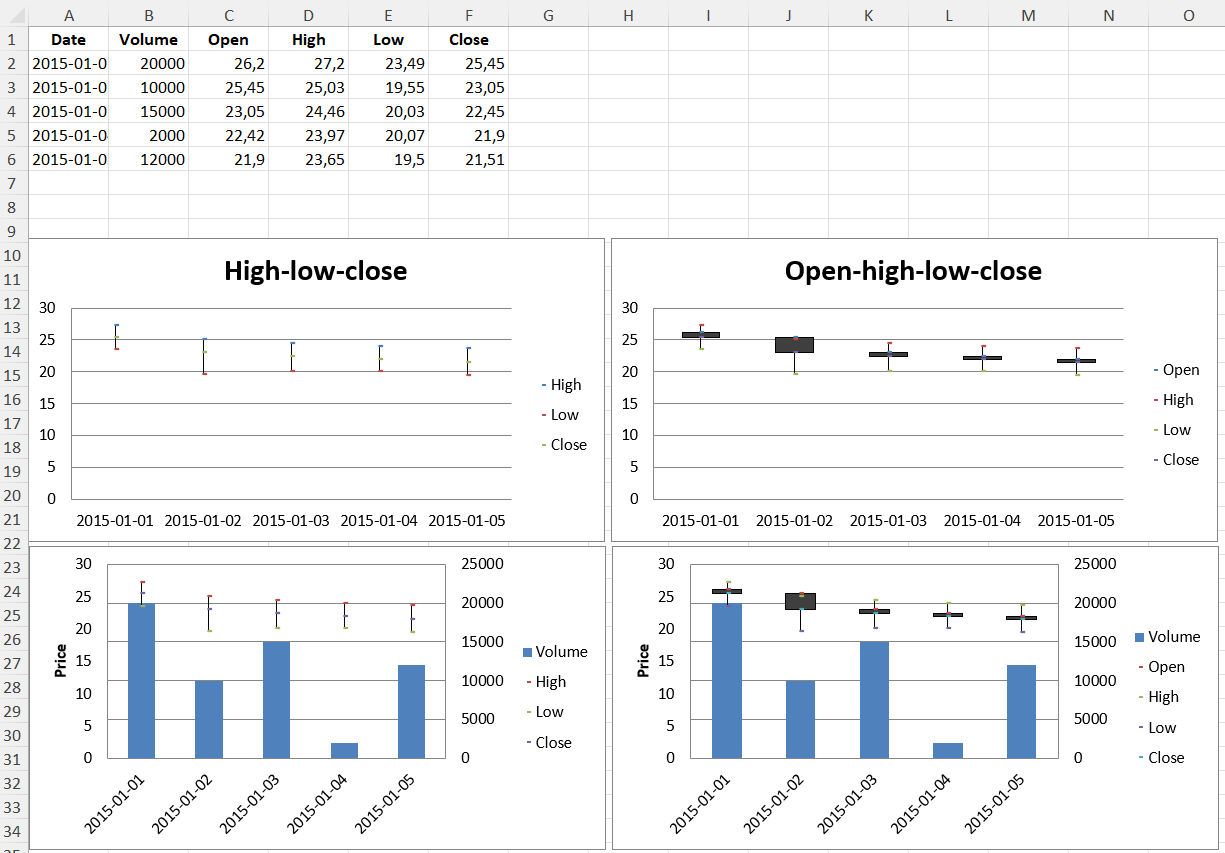 A B C D E F G H I J K L M N O
1 Date Volume Open High Low Close
2 2015-01-0 20000 26,2 27,2 23,49 25,45
3 2015-01-0 10000 25,45 25,03 19,55 23,05
4 2015-01-0 15000 23,05 24,46 20,03 22,45
5 2015-01-0 2000 22,42 23,97 20,07 21,9
6 2015-01-0 12000 21,9 23,65 19,5 21,51
7
8
9
10
11
12
13
14
15
16
17
18
19
20
21
22
23
24
25
26
27
28
29
30
31
32
33
34
High-low-close
30
25
20
15
10
5
0
2015-01-01 2015-01-02 2015-01-03 2015-01-04 2015-01-05
High
Low
Close
Open-high-low-close
30
25
20
15
10
5
0
2015-01-01 2015-01-02 2015-01-03 2015-01-04 2015-01-05
Open
High
Low
Close
Price
30
25
20
15
10
5
0
25000
20000
15000
10000
5000
0
2015-01-01 2015-01-02 2015-01-03 2015-01-04 2015-01-05
Volume
High
Low
Close
Price
30
25
20
15
10
5
0
25000
20000
15000
10000
5000
0
2015-01-01 2015-01-02 2015-01-03 2015-01-04 2015-01-05
Volume
Open
High
Low
Close